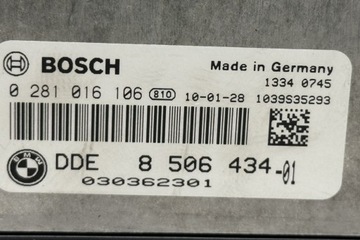 BOSCH Made in Germany
1334 0745
0 281 016 106 810 10-01-28 1039S35293
BMW DDE 8 506 434-01
030362301